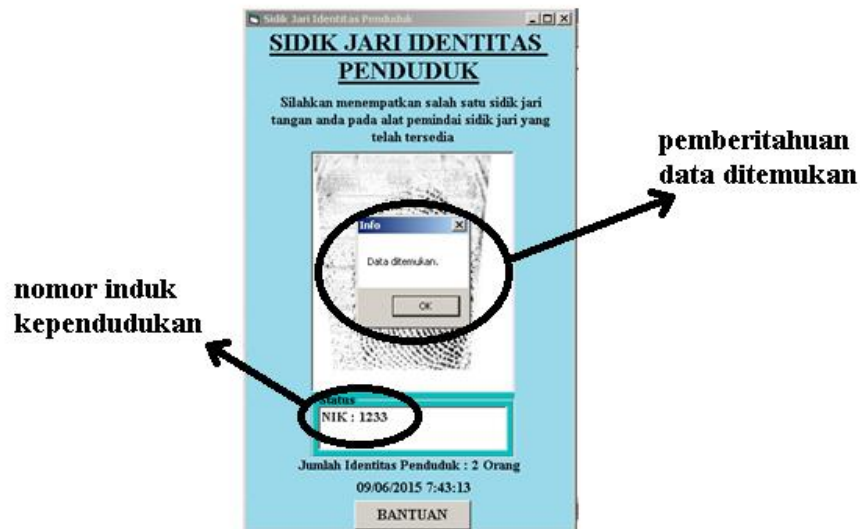 Sidik Jari Identitas Penduduk
SIDIK JARI IDENTITAS
PENDUDUK
Silahkan menempatkan salah satu sidik jari
tangan anda pada alat pemindai sidik jari yang
telah tersedia
pemberitahuan
data ditemukan
Info
Data ditemukan.
OK
nomor induk
kependudukan
Status
NIK : 1233
Jumlah Identitas Penduduk : 2 Orang
09/06/2015 7:43:13
BANTUAN